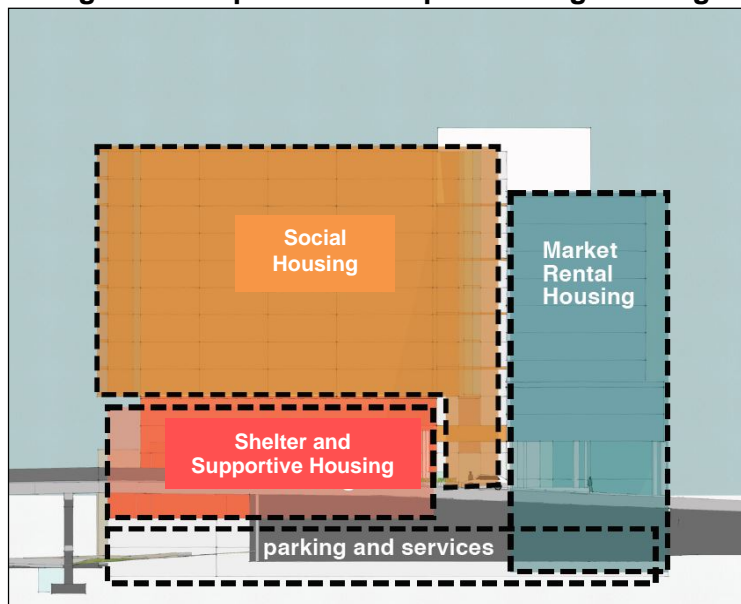 Social
Housing
Market
Rental
Housing
Shelter and
Supportive Housing
parking and services